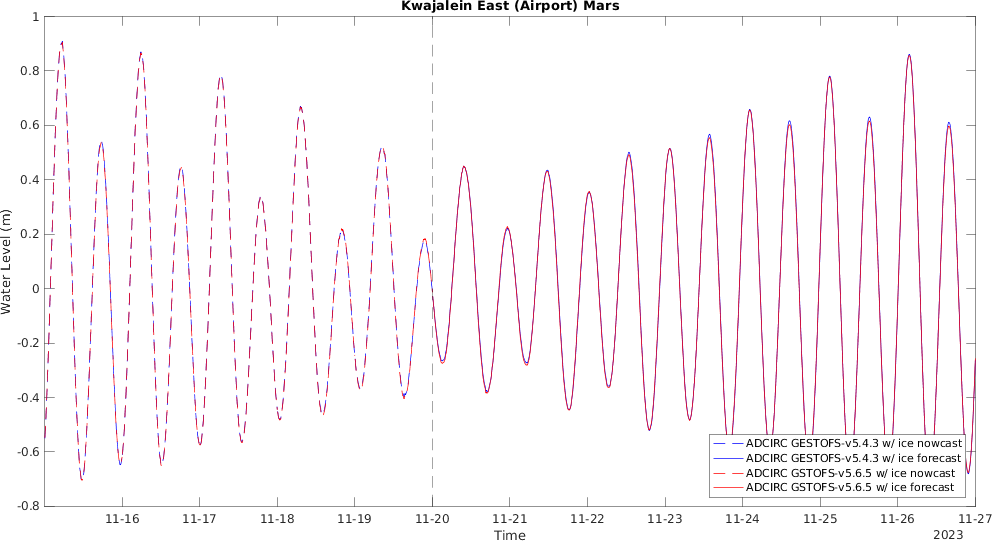 Kwajalein East (Airport) Mars
1
0.8
0.6
0.4
0.2
0
-0.2
-0.4
-0.6
-0.8
Water Level (m)
ADCIRC GESTOFS-v5.4.3 w/ ice nowcast
ADCIRC GESTOFS-v5.4.3 w/ ice forecast
ADCIRC GSTOFS-v5.6.5 w/ ice nowcast
ADCIRC GSTOFS-v5.6.5 w/ ice forecast
11-16 11-17 11-18 11-19 11-20 11-21 11-22 11-23 11-24 11-25 11-26 11-27
Time
2023